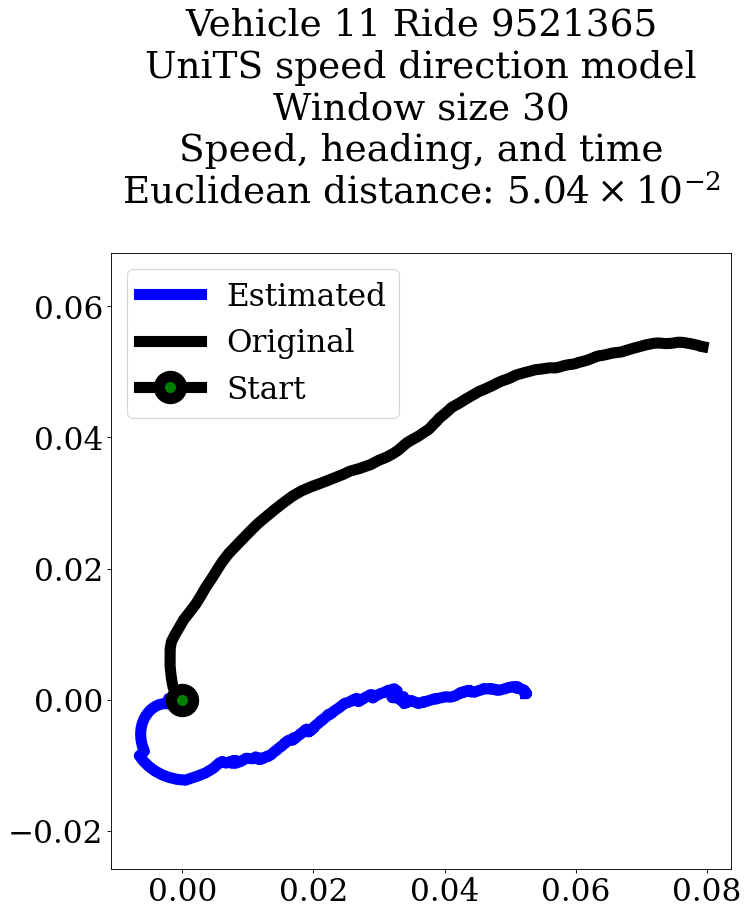 Vehicle 11 Ride 9521365
UniTS speed direction model
Window size 30
Speed, heading, and time
Euclidean distance: 5.04 × 10⁻²
Estimated
Original
Start
0.06
0.04
0.02
0.00
−0.02
0.00 0.02 0.04 0.06 0.08